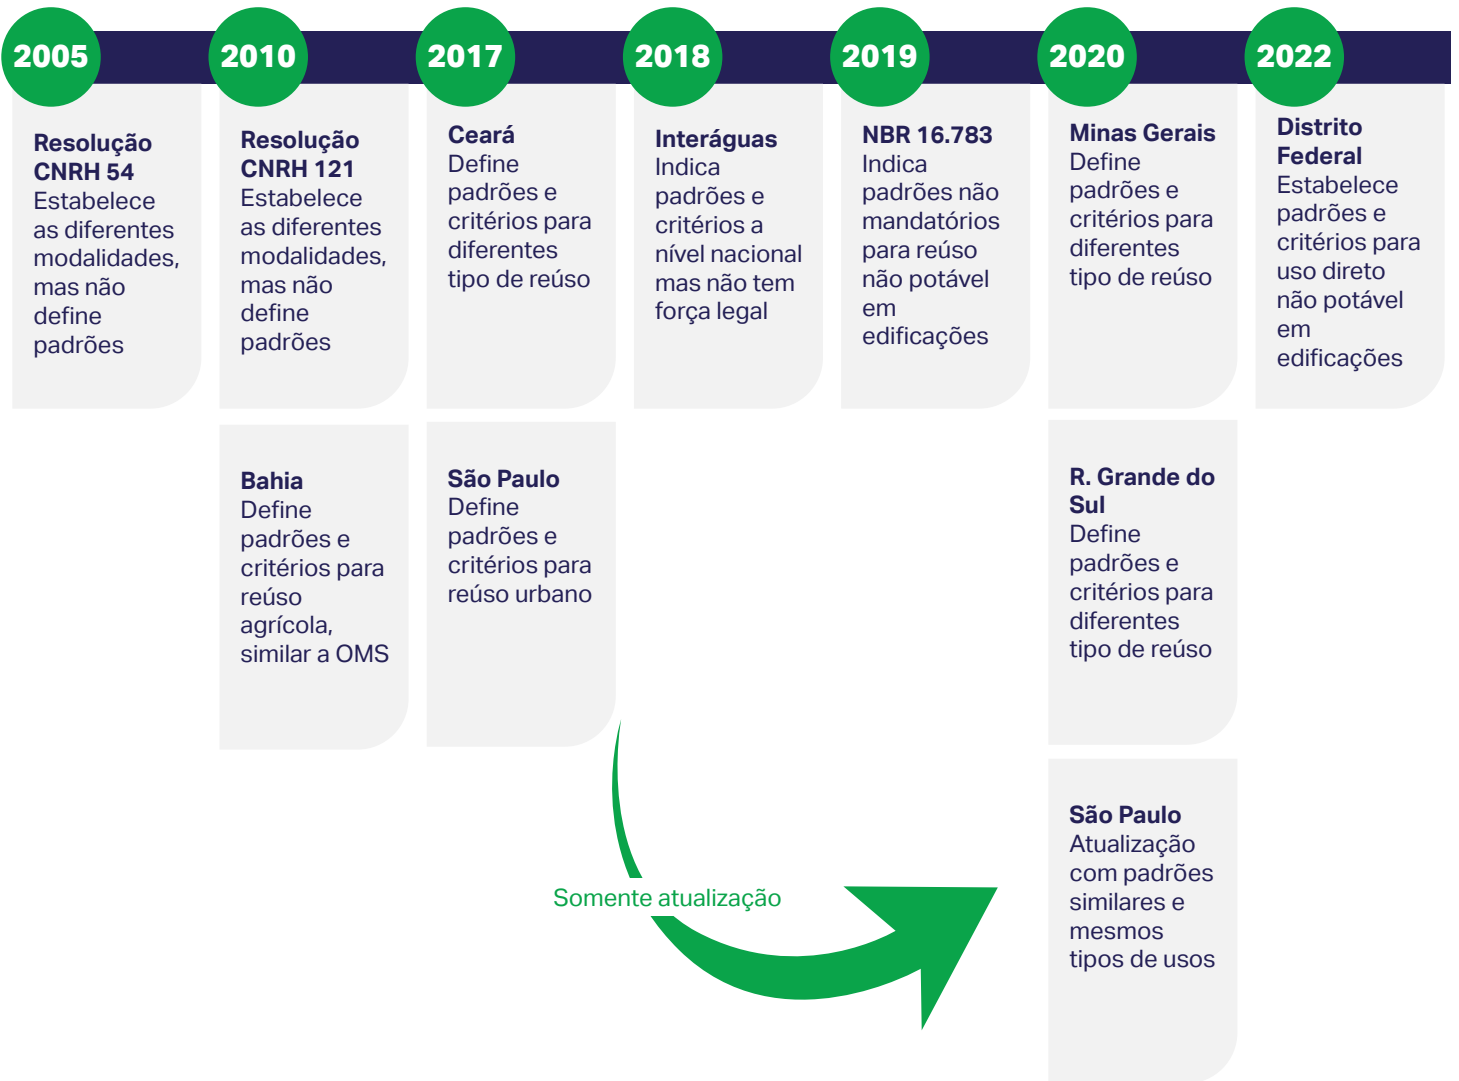 2005
2010
2017
2018
2019
2020
2022
Resolução
CNRH 54
Estabelece
as diferentes
modalidades,
mas não
define
padrões
Resolução
CNRH 121
Estabelece
as diferentes
modalidades,
mas não
define
padrões
Ceará
Define
padrões e
critérios para
diferentes
tipo de reúso
Interáguas
Indica
padrões e
critérios a
nível nacional
mas não tem
força legal
NBR 16.783
Indica
padrões não
mandatórios
para reúso
não potável
em
edificações
Minas Gerais
Define
padrões e
critérios para
diferentes
tipo de reúso
Distrito
Federal
Estabelece
padrões e
critérios para
uso direto
não potável
em
edificações
Bahia
Define
padrões e
critérios para
reúso
agrícola,
similar a OMS
São Paulo
Define
padrões e
critérios para
reúso urbano
R. Grande do
Sul
Define
padrões e
critérios para
diferentes
tipo de reúso
Somente atualização
São Paulo
Atualização
com padrões
similares e
mesmos
tipos de usos